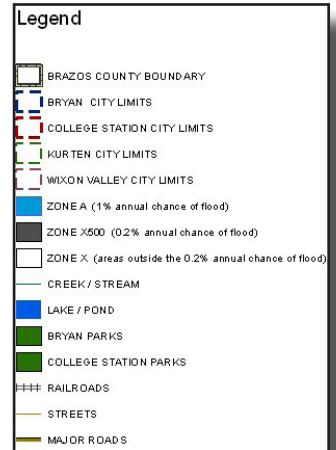 Legend
BRAZOS COUNTY BOUNDARY
BRYAN CITY LIMITS
COLLEGE STATION CITY LIMITS
KURTEN CITY LIMITS
WIXON VALLEY CITY LIMITS
ZONE A (1% annual chance of flood)
ZONE X500 (0.2% annual chance of flood)
ZONE X (areas outside the 0.2% annual chance of flood)
CREEK / STREAM
LAKE / POND
BRYAN PARKS
COLLEGE STATION PARKS
RAILROADS
STREETS
MAJOR ROADS